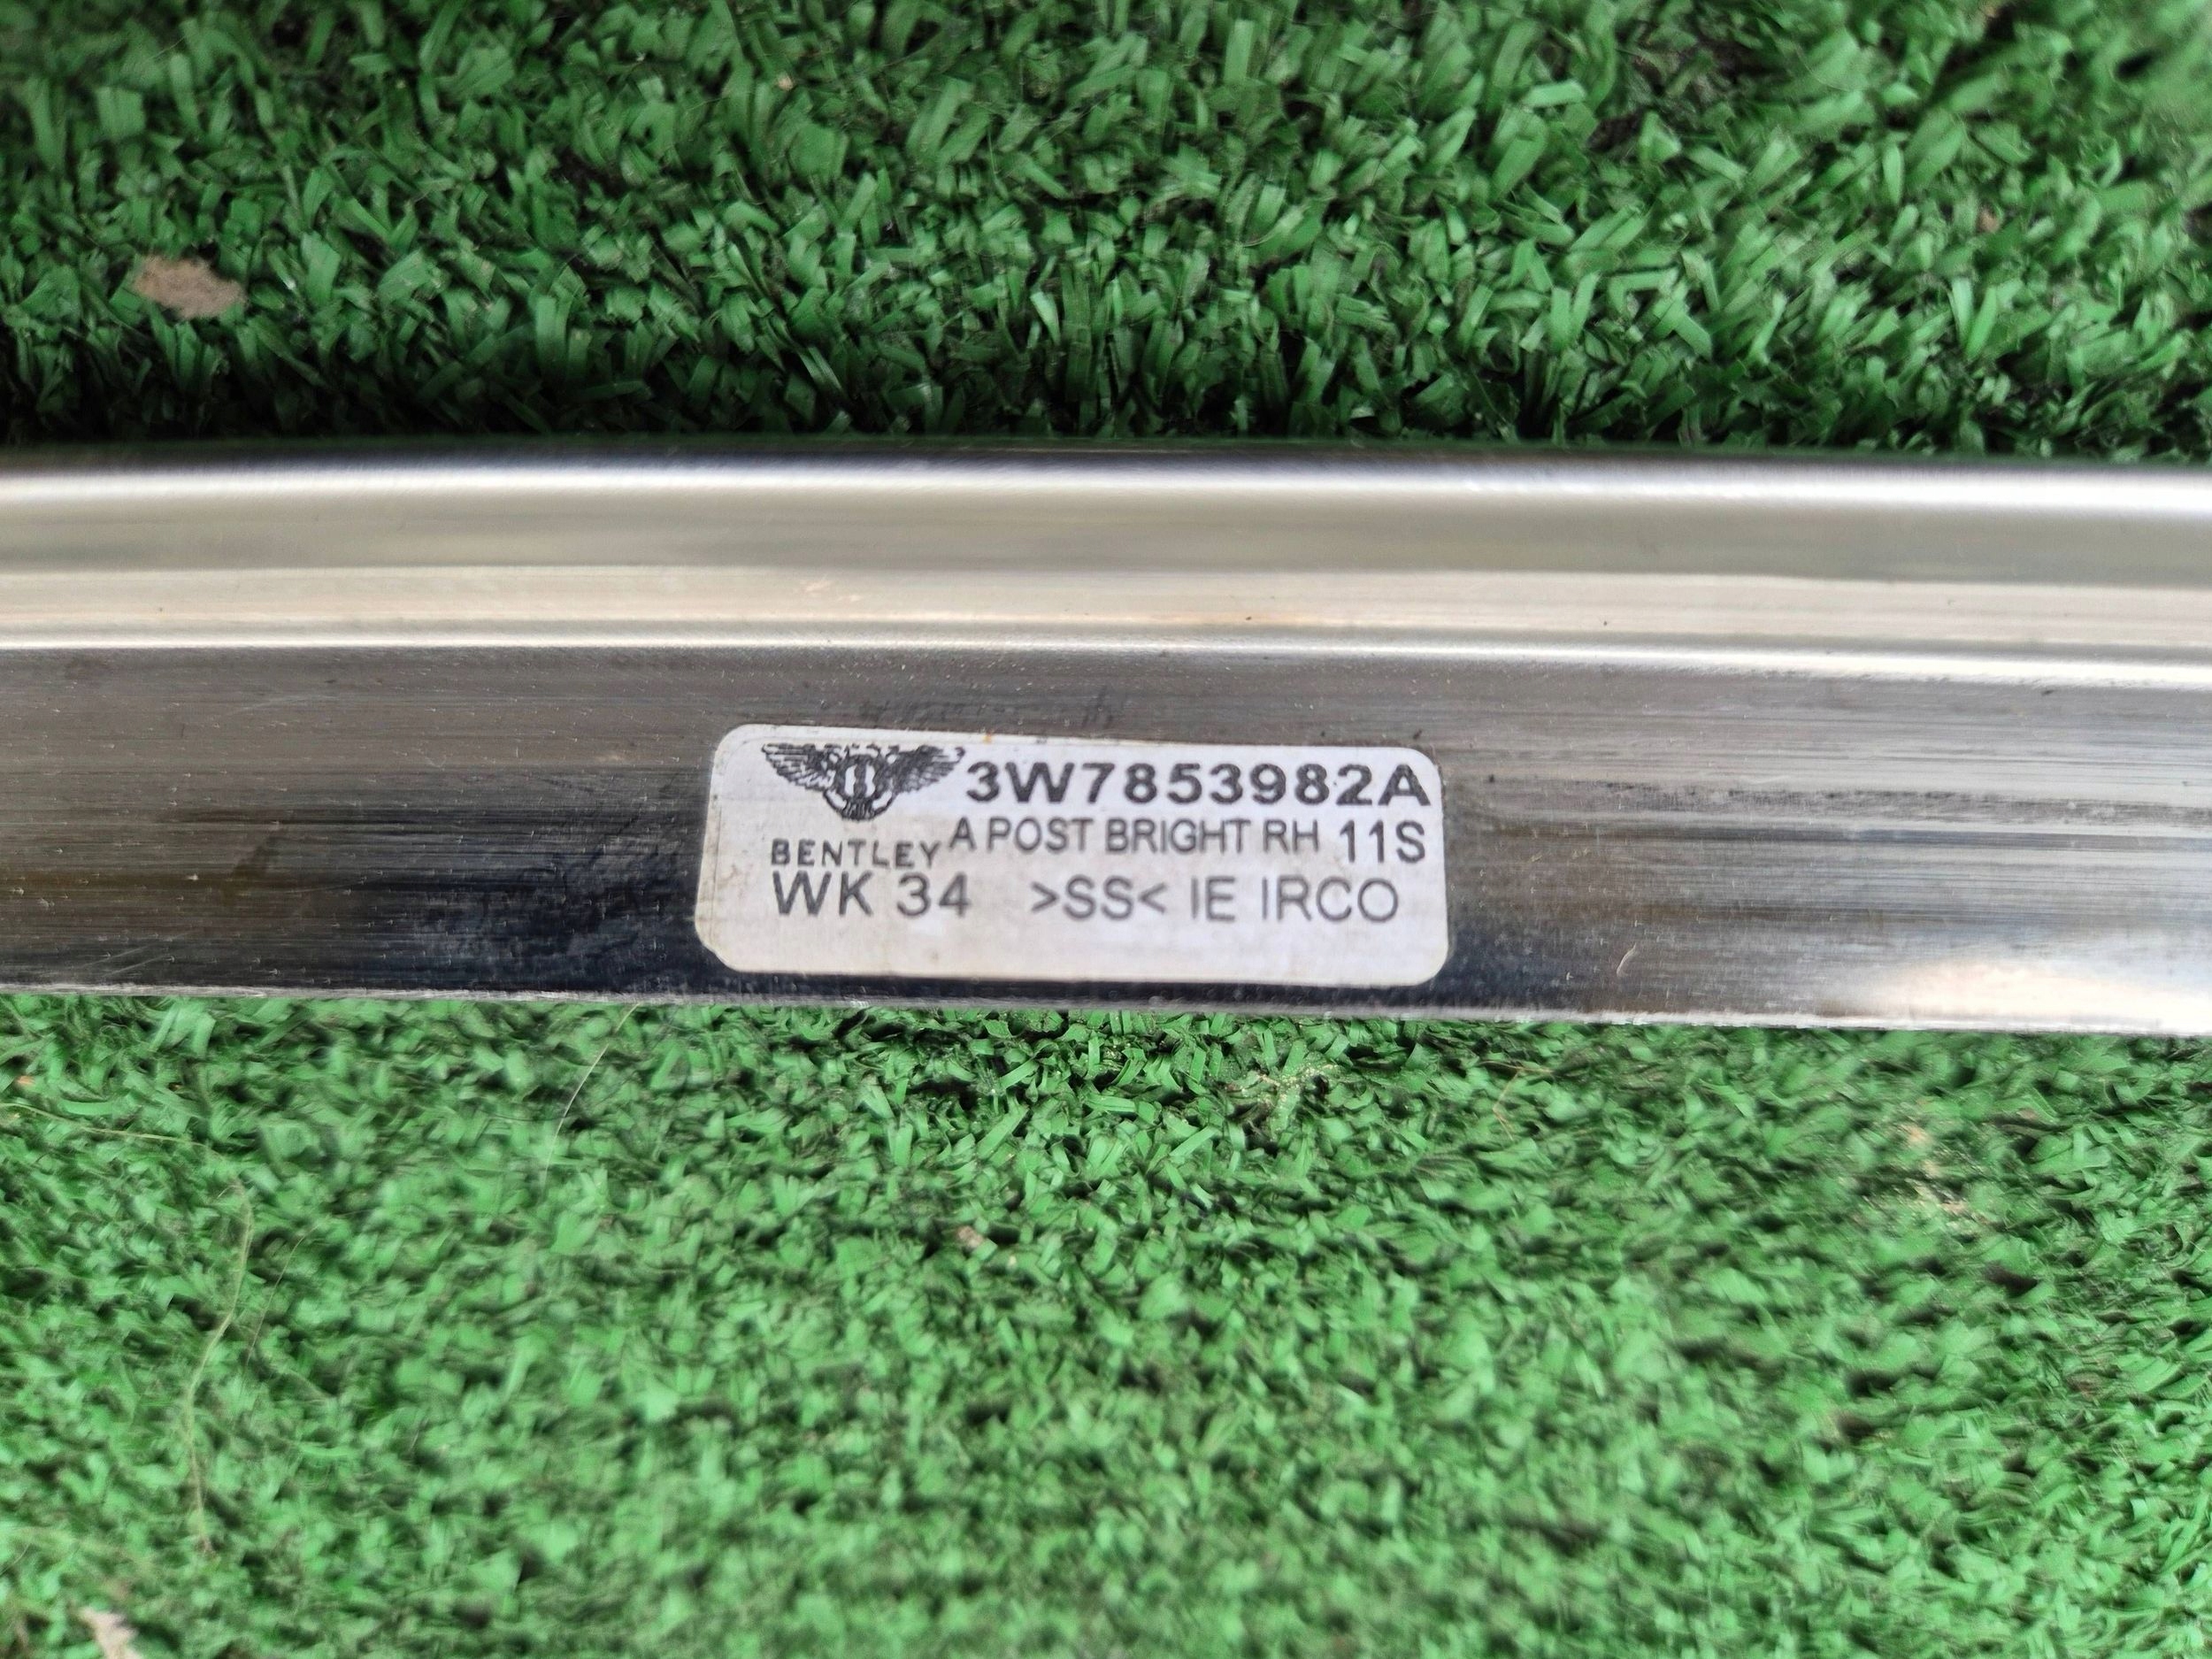 3W7853982A
A POST BRIGHT RH 11S
BENTLEY
WK 34 >SS< IE IRCO